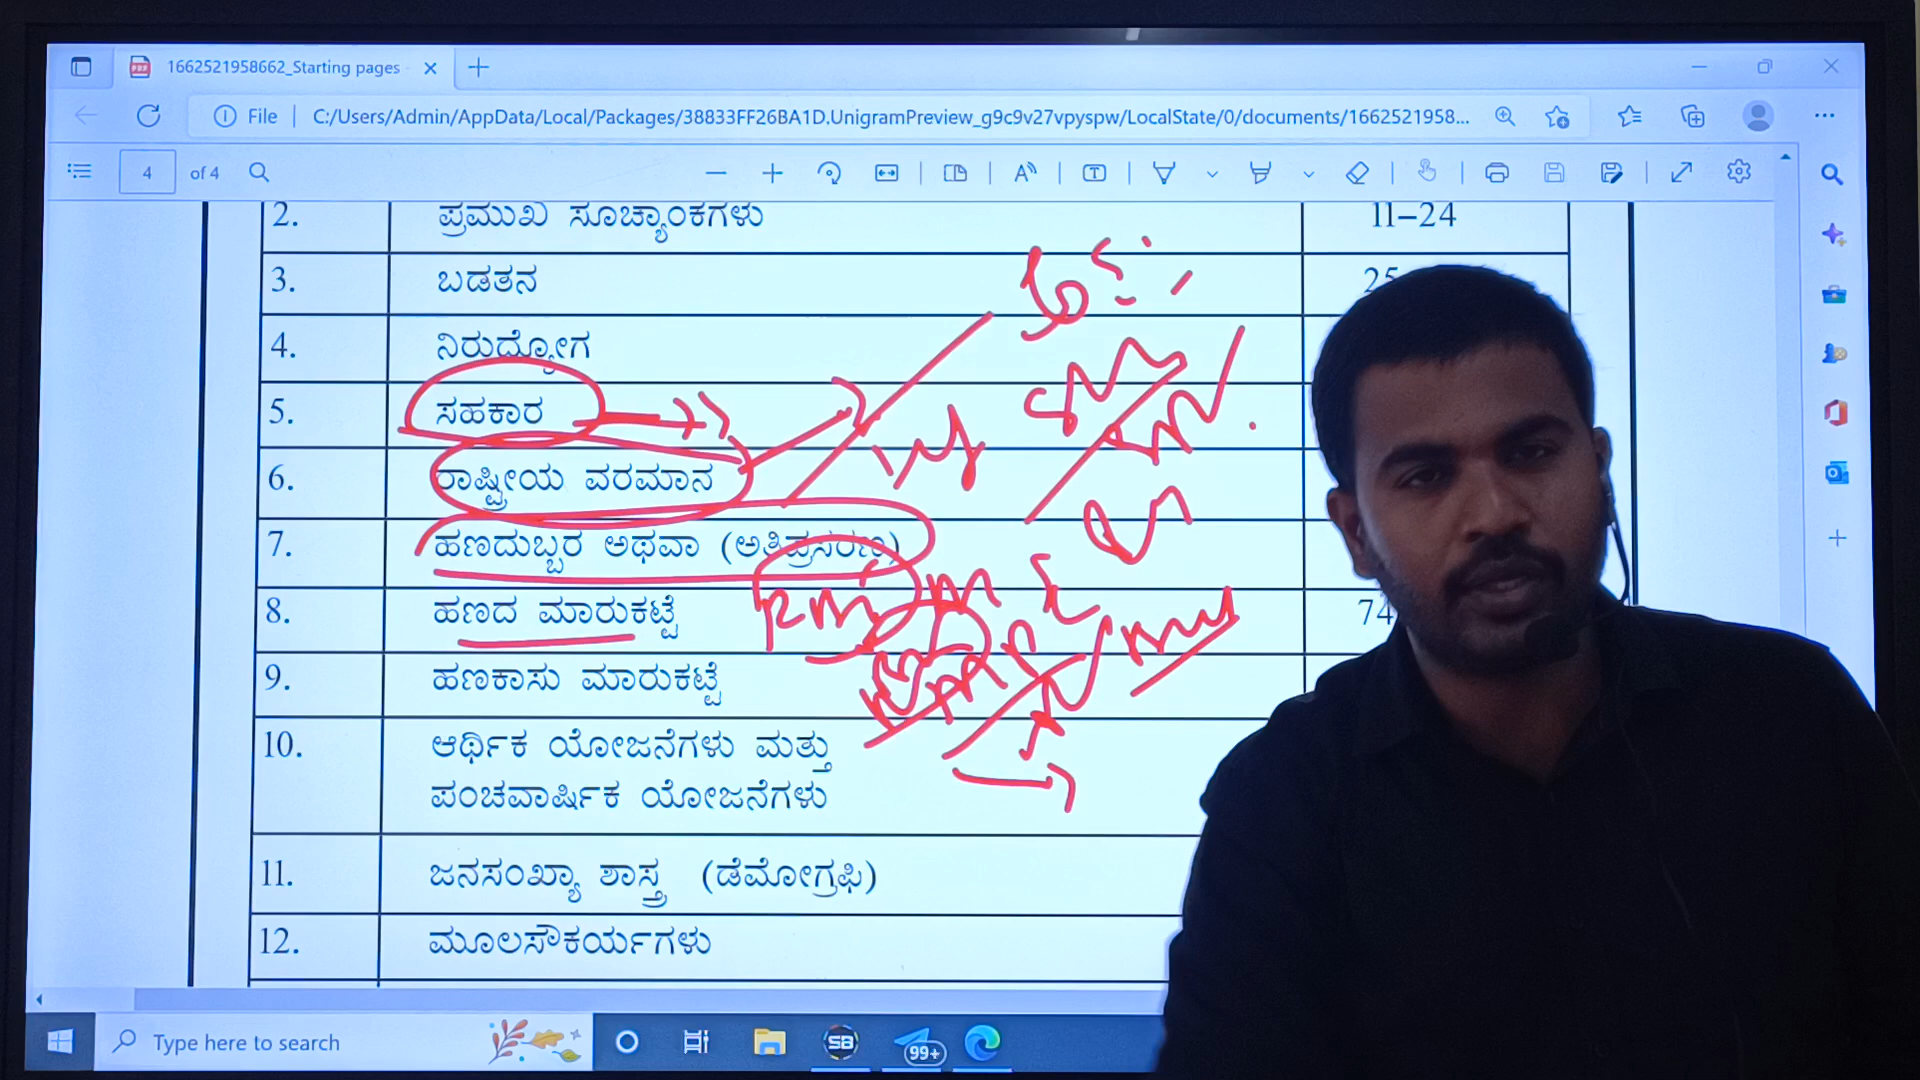 1662521958662_Starting pages
File
C:/Users/Admin/AppData/Local/Packages/38833FF26BA1D.UnigramPreview_g9c9v27vpyspw/LocalState/0/documents/1662521958...
4 of 4
2. ಪ್ರಮುಖ ಸೂಚ್ಯಾಂಕಗಳು 11–24
3. ಬಡತನ 25
4. ನಿರುದ್ಯೋಗ
5. ಸಹಕಾರ
6. ರಾಷ್ಟ್ರೀಯ ವರಮಾನ
7. ಹಣದುಬ್ಬರ ಅಥವಾ (ಅತಿಪ್ರಸರಣ)
8. ಹಣದ ಮಾರುಕಟ್ಟೆ 74
9. ಹಣಕಾಸು ಮಾರುಕಟ್ಟೆ
10. ಆರ್ಥಿಕ ಯೋಜನೆಗಳು ಮತ್ತು
ಪಂಚವಾರ್ಷಿಕ ಯೋಜನೆಗಳು
11. ಜನಸಂಖ್ಯಾ ಶಾಸ್ತ್ರ (ಡೆಮೋಗ್ರಫಿ)
12. ಮೂಲಸೌಕರ್ಯಗಳು
Type here to search
SB
99+